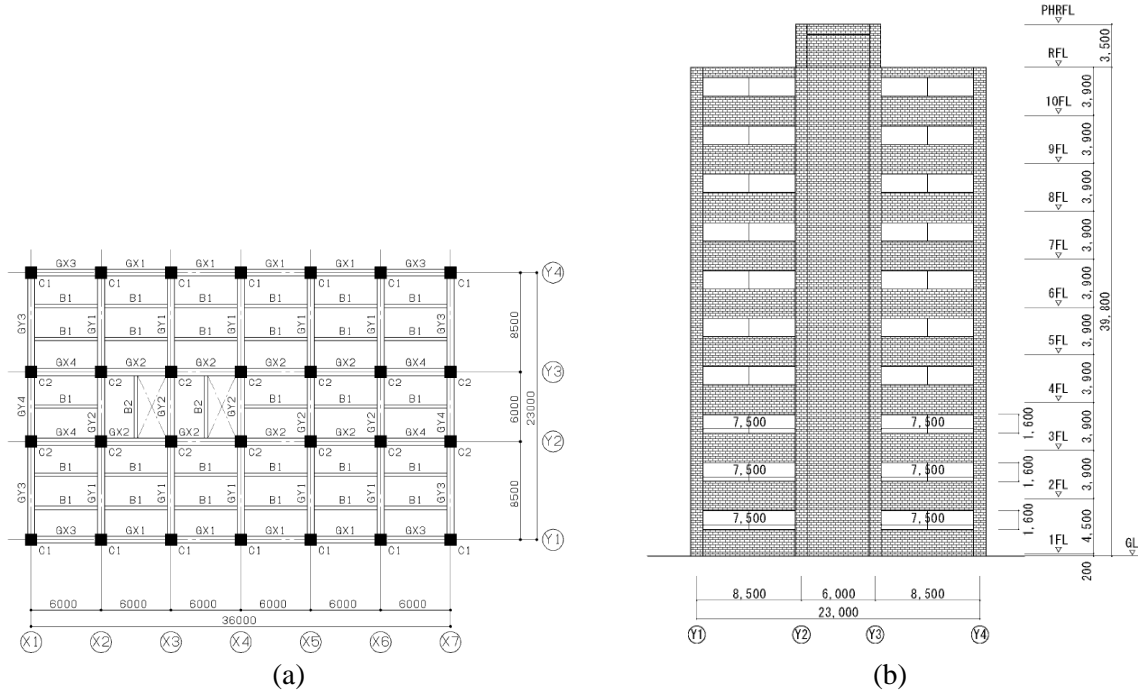 GX3 GX1 GX1 GX1 GX1 GX3
Y4
C1 C1 C1 C1 C1 C1 C1
B1 B1 B1 B1 B1 B1
GY3 GY1 GY1 GY1 GY1 GY1 GY3
8500
B1 B1 B1 B1 B1 B1
GX4 GX2 GX2 GX2 GX2 GX4
Y3
C2 C2 C2 C2 C2 C2 C2
B1 B1 B1 B1
GY4 GY2 B2 GY2 B2 GY2 GY2 GY2 GY4
6000
23000
GX4 GX2 GX2 GX2 GX2 GX4
Y2
C2 C2 C2 C2 C2 C2 C2
B1 B1 B1 B1 B1 B1
GY3 GY1 GY1 GY1 GY1 GY1 GY3
8500
B1 B1 B1 B1 B1 B1
GX3 GX1 GX1 GX1 GX1 GX3
Y1
C1 C1 C1 C1 C1 C1 C1
6000 6000 6000 6000 6000 6000
36000
X1 X2 X3 X4 X5 X6 X7
(a)
PHRFL
3,500
RFL
3,900
10FL
3,900
9FL
3,900
8FL
3,900
7FL
3,900
6FL
3,900
5FL
3,900
4FL
3,900
39,800
7,500 7,500 1,600
3FL
3,900
7,500 7,500 1,600
2FL
4,500
7,500 7,500 1,600
1FL
GL
200
8,500 6,000 8,500
23,000
Y1 Y2 Y3 Y4
(b)